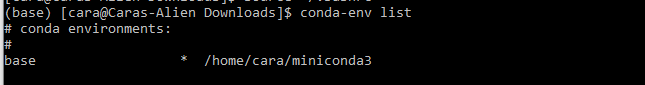 (base) [cara@Caras-Alien Downloads]$ conda-env list
# conda environments:
#
base                  *  /home/cara/miniconda3